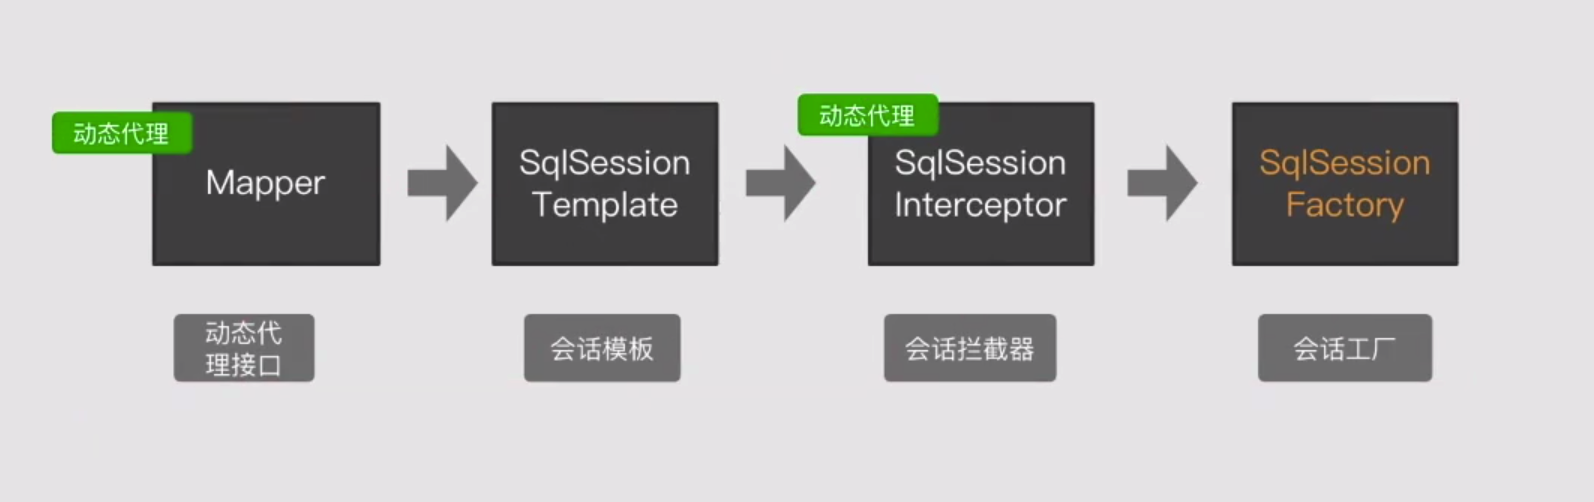 动态代理
Mapper
动态代
理接口
SqlSession
Template
会话模板
动态代理
SqlSession
Interceptor
会话拦截器
SqlSession
Factory
会话工厂